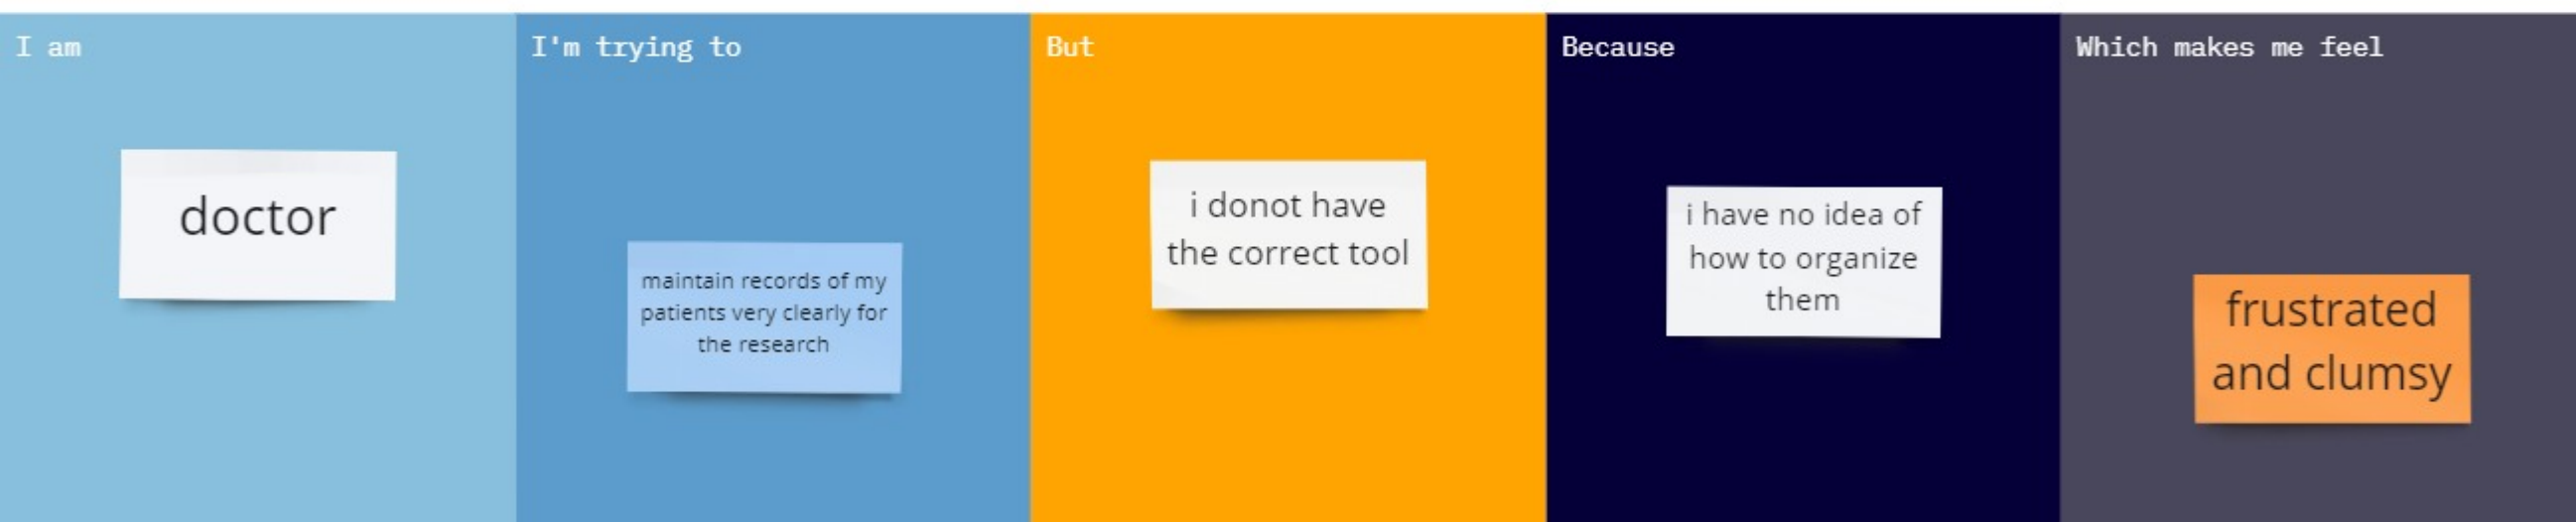 I am
doctor
I'm trying to
maintain records of my
patients very clearly for
the research
But
i donot have
the correct tool
Because
i have no idea of
how to organize
them
Which makes me feel
frustrated
and clumsy